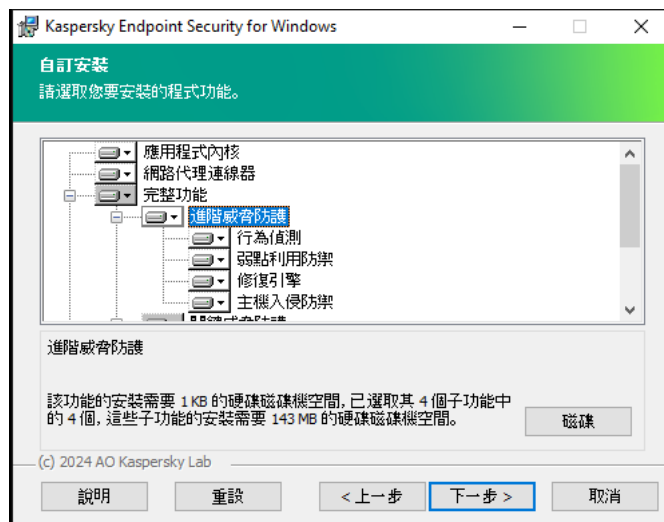 Kaspersky Endpoint Security for Windows
自訂安裝
請選取您要安裝的程式功能。
應用程式內核
網路代理連線器
完整功能
進階威脅防護
行為偵測
弱點利用防禦
修復引擎
主機入侵防禦
進階威脅防護
該功能的安裝需要 1 KB 的硬碟磁碟機空間, 已選取其 4 個子功能中
的 4 個, 這些子功能的安裝需要 143 MB 的硬碟磁碟機空間。
磁碟
(c) 2024 AO Kaspersky Lab
說明
重設
< 上一步
下一步 >
取消